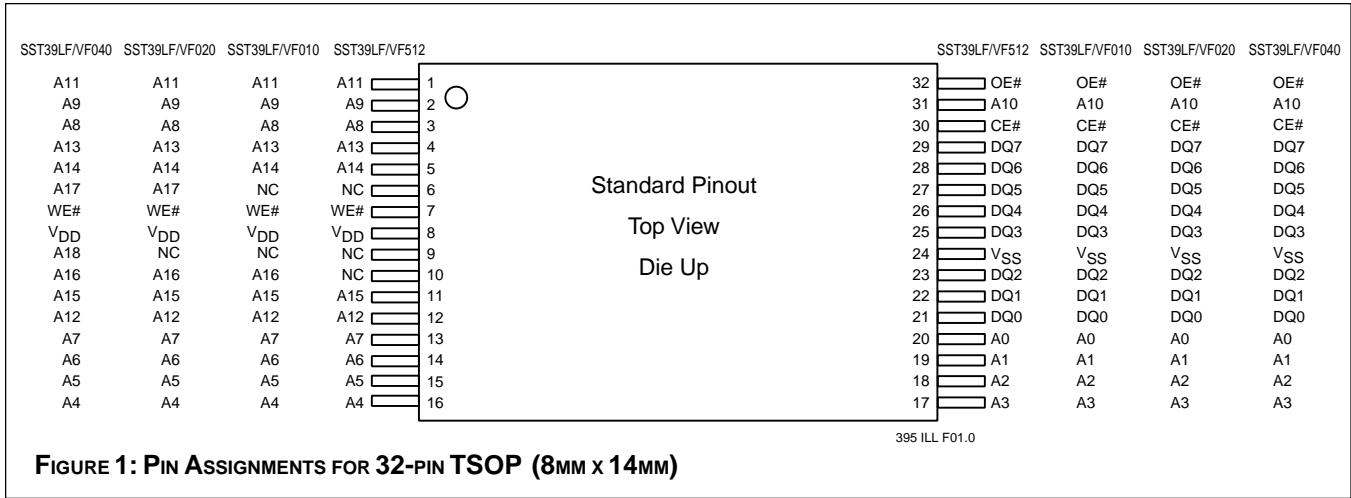 SST39LF/VF040 SST39LF/VF020 SST39LF/VF010 SST39LF/VF512 SST39LF/VF512 SST39LF/VF010 SST39LF/VF020 SST39LF/VF040
A11 A11 A11 A11 1 32 OE# OE# OE# OE#
A9 A9 A9 A9 2 31 A10 A10 A10 A10
A8 A8 A8 A8 3 30 CE# CE# CE# CE#
A13 A13 A13 A13 4 29 DQ7 DQ7 DQ7 DQ7
A14 A14 A14 A14 5 28 DQ6 DQ6 DQ6 DQ6
A17 A17 NC NC 6 Standard Pinout 27 DQ5 DQ5 DQ5 DQ5
WE# WE# WE# WE# 7 26 DQ4 DQ4 DQ4 DQ4
VDD VDD VDD VDD 8 Top View 25 DQ3 DQ3 DQ3 DQ3
A18 NC NC NC 9 24 VSS VSS VSS VSS
A16 A16 A16 NC 10 Die Up 23 DQ2 DQ2 DQ2 DQ2
A15 A15 A15 A15 11 22 DQ1 DQ1 DQ1 DQ1
A12 A12 A12 A12 12 21 DQ0 DQ0 DQ0 DQ0
A7 A7 A7 A7 13 20 A0 A0 A0 A0
A6 A6 A6 A6 14 19 A1 A1 A1 A1
A5 A5 A5 A5 15 18 A2 A2 A2 A2
A4 A4 A4 A4 16 17 A3 A3 A3 A3
395 ILL F01.0
FIGURE 1: PIN ASSIGNMENTS FOR 32-PIN TSOP (8MM X 14MM)